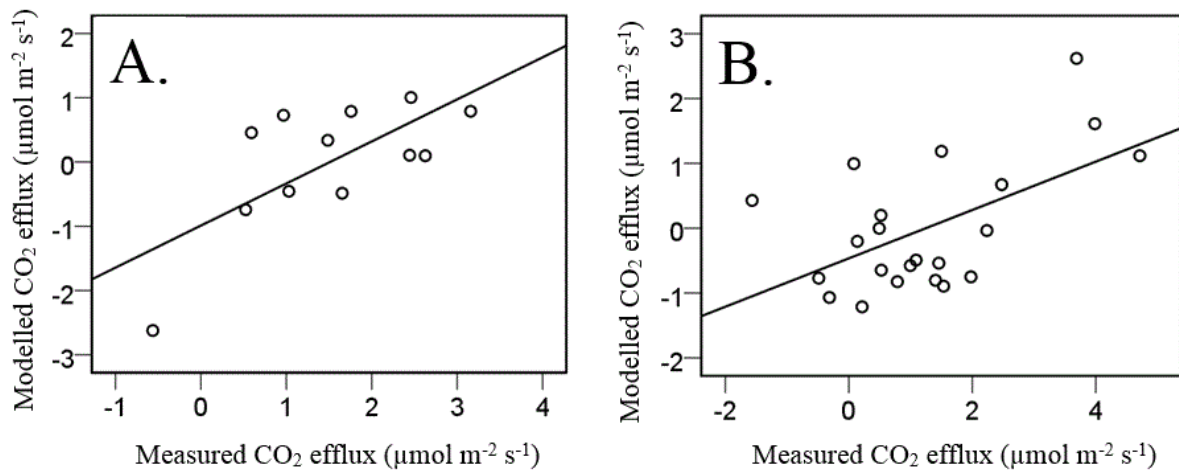 A.
Modelled CO₂ efflux (µmol m⁻² s⁻¹)
2
1
0
-1
-2
-3
-1 0 1 2 3 4
Measured CO₂ efflux (µmol m⁻² s⁻¹)
B.
Modelled CO₂ efflux (µmol m⁻² s⁻¹)
3
2
1
0
-1
-2
-2 0 2 4
Measured CO₂ efflux (µmol m⁻² s⁻¹)